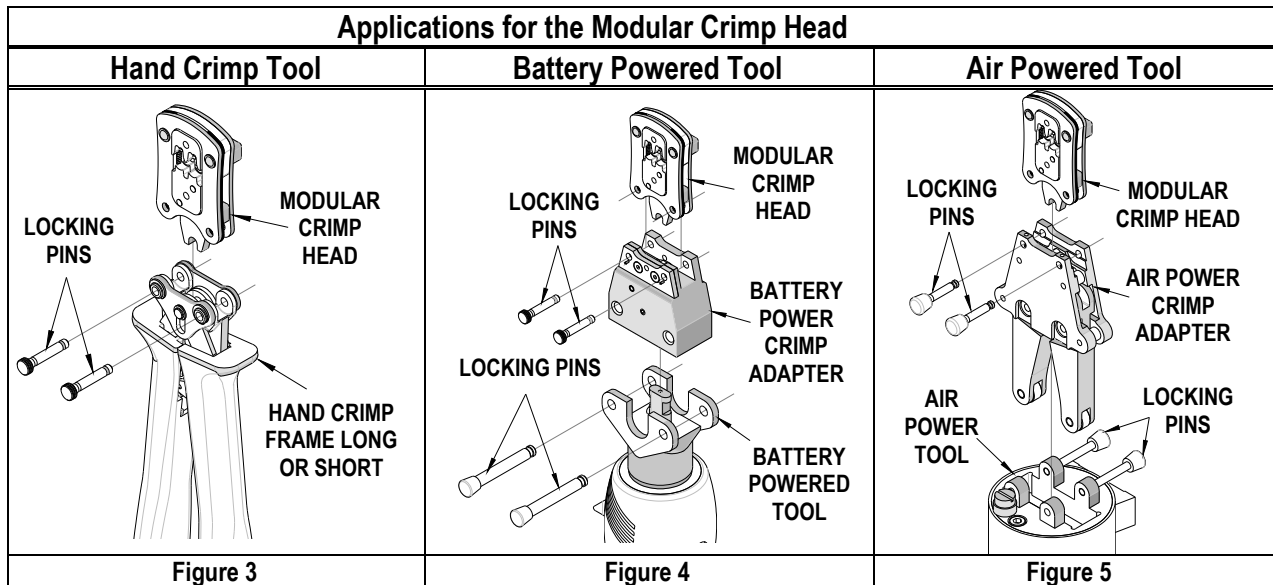 Applications for the Modular Crimp Head
Hand Crimp Tool
Battery Powered Tool
Air Powered Tool
LOCKING
PINS
MODULAR
CRIMP
HEAD
HAND CRIMP
FRAME LONG
OR SHORT
MODULAR
CRIMP
HEAD
LOCKING
PINS
BATTERY
POWER
CRIMP
ADAPTER
LOCKING PINS
BATTERY
POWERED
TOOL
LOCKING
PINS
MODULAR
CRIMP HEAD
AIR POWER
CRIMP
ADAPTER
AIR
POWER
TOOL
LOCKING
PINS
Figure 3
Figure 4
Figure 5